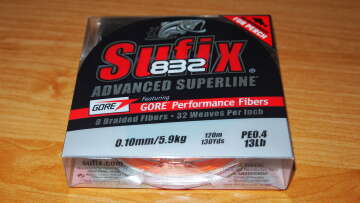 FOR PERCH
Sufix
832
®
ADVANCED SUPERLINE
Featuring
GORE GORE Performance Fibers
8 Braided Fibers · 32 Weaves Per Inch
0.10mm/5.9kg
120m
130Yds
PE0.4
13Lb
sufix.com